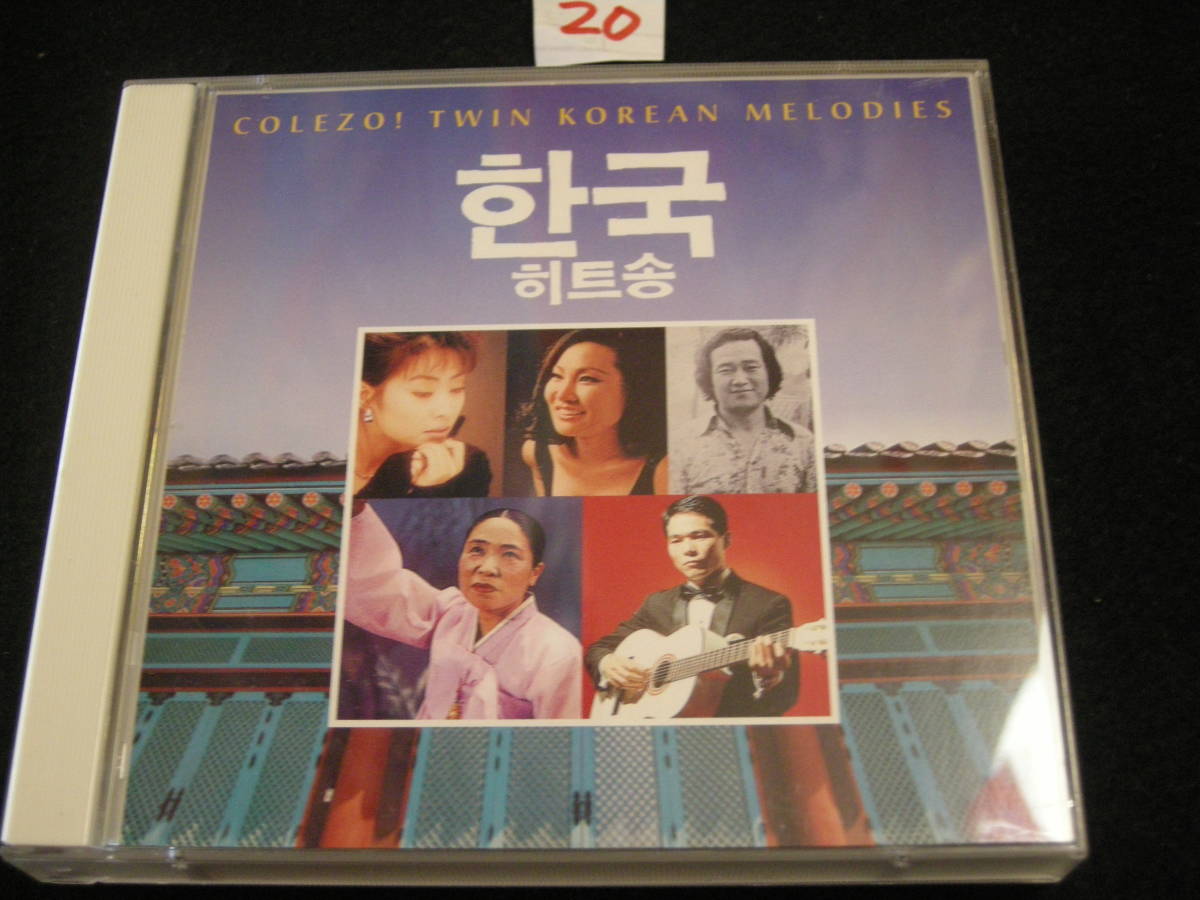 20
COLEZO! TWIN KOREAN MELODIES
한국
히트송